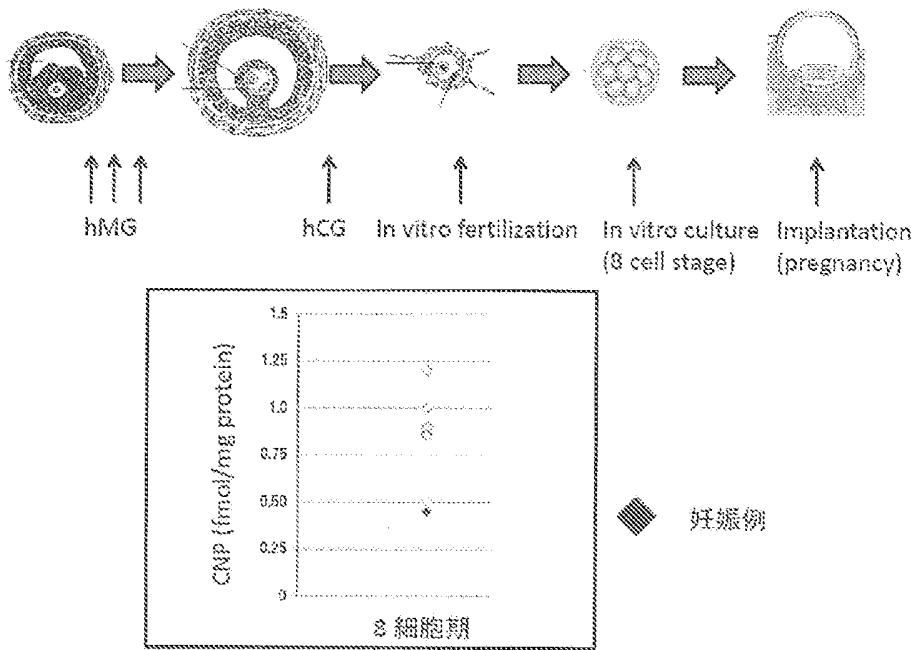 hMG
hCG
In vitro fertilization
In vitro culture
(8 cell stage)
Implantation
(pregnancy)
CNP (fmol/mg protein)
1.5
1.25
1.0
0.75
0.50
0.25
0
8 細胞期
妊娠例